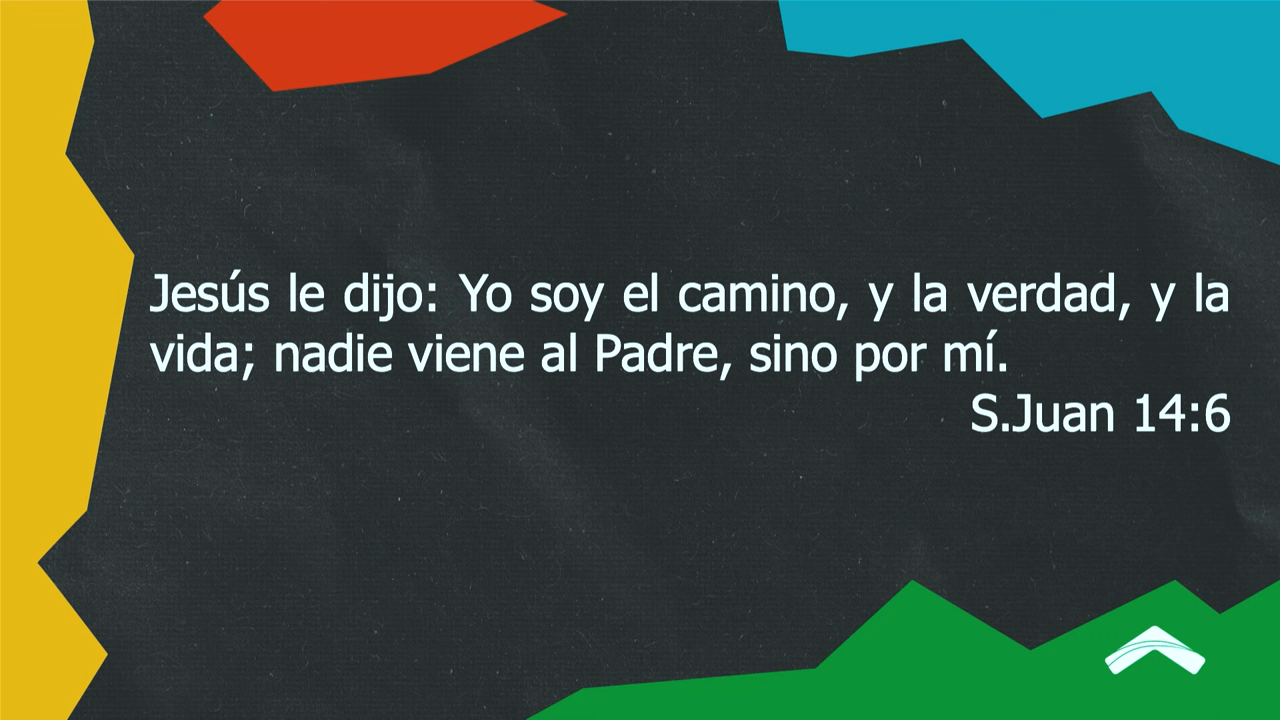 Jesús le dijo: Yo soy el camino, y la verdad, y la
vida; nadie viene al Padre, sino por mí.
S.Juan 14:6